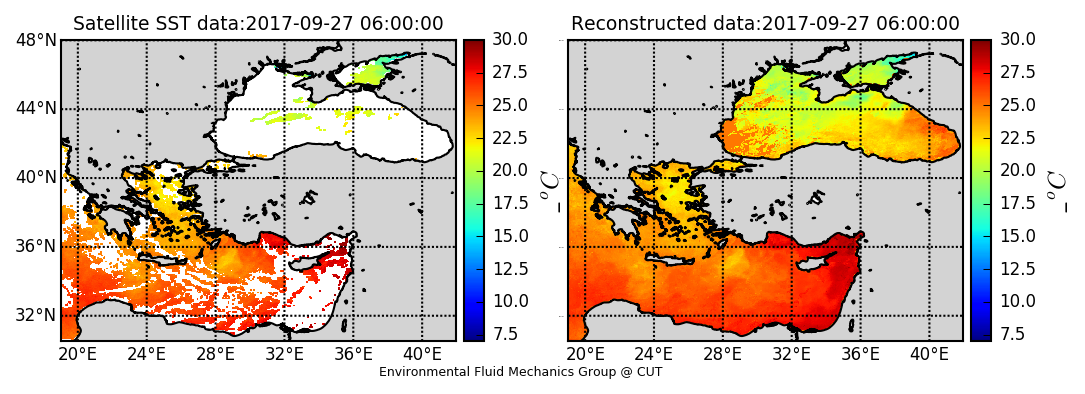 Satellite SST data:2017-09-27 06:00:00
48°N
44°N
40°N
36°N
32°N
20°E 24°E 28°E 32°E 36°E 40°E
30.0
27.5
25.0
22.5
20.0
17.5
15.0
12.5
10.0
7.5
°C
Reconstructed data:2017-09-27 06:00:00
20°E 24°E 28°E 32°E 36°E 40°E
30.0
27.5
25.0
22.5
20.0
17.5
15.0
12.5
10.0
7.5
°C
Environmental Fluid Mechanics Group @ CUT